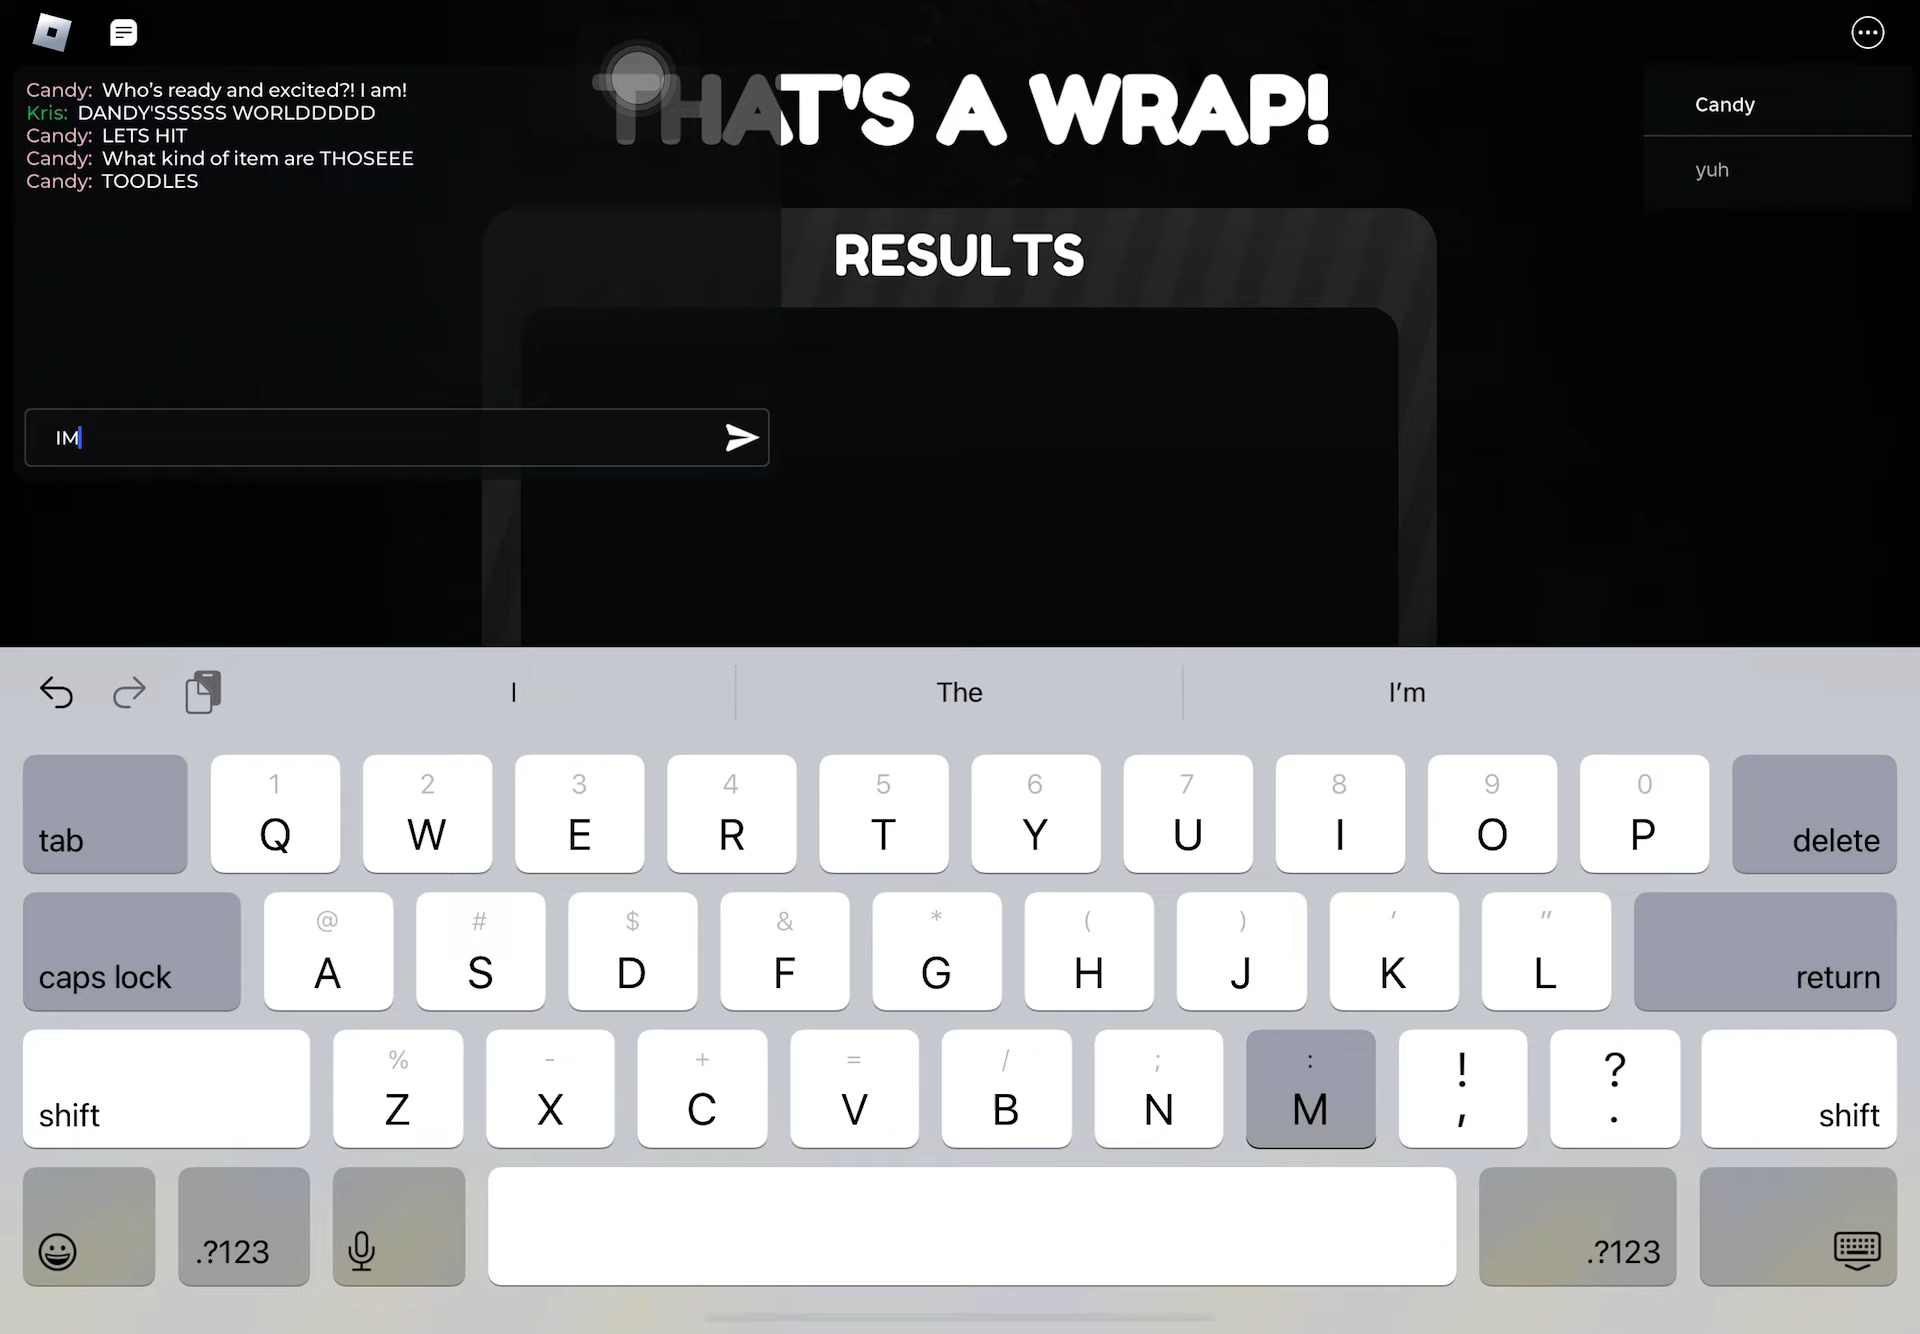 THAT'S A WRAP!
Candy: Who's ready and excited?! I am!
Kris: DANDY'SSSSSS WORLDDDDD
Candy: LETS HIT
Candy: What kind of item are THOSEEE
Candy: TOODLES
Candy
yuh
RESULTS
IM
I The I'm
tab 1 Q 2 W 3 E 4 R 5 T 6 Y 7 U 8 I 9 O 0 P delete
caps lock @ A # S $ D & F * G ( H ) J ' K " L return
shift % Z - X + C = V / B ; N : M ! , ? . shift
.?123 .?123